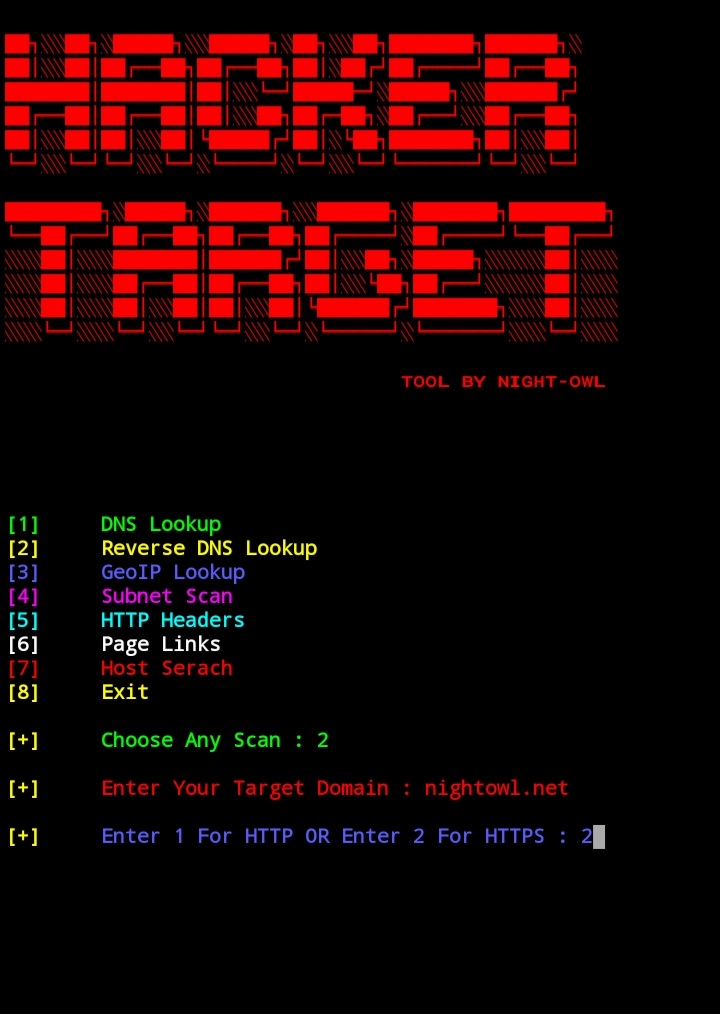 HACKER
TARGET
TOOL BY NIGHT-OWL
[1] DNS Lookup
[2] Reverse DNS Lookup
[3] GeoIP Lookup
[4] Subnet Scan
[5] HTTP Headers
[6] Page Links
[7] Host Serach
[8] Exit
[+] Choose Any Scan : 2
[+] Enter Your Target Domain : nightowl.net
[+] Enter 1 For HTTP OR Enter 2 For HTTPS : 2